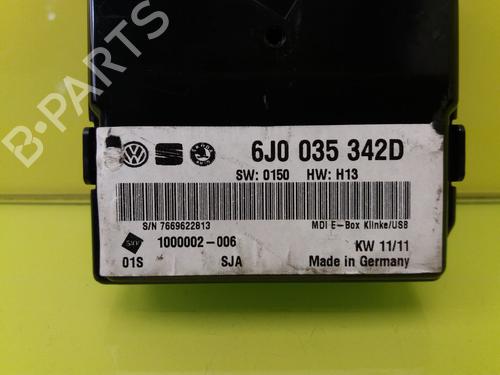 B-Parts
6J0 035 342D
SW: 0150 HW: H13
S/N 7669622813
MDI E-Box Klinke/USB
1000002-006
KW 11/11
01S
SJA
Made in Germany